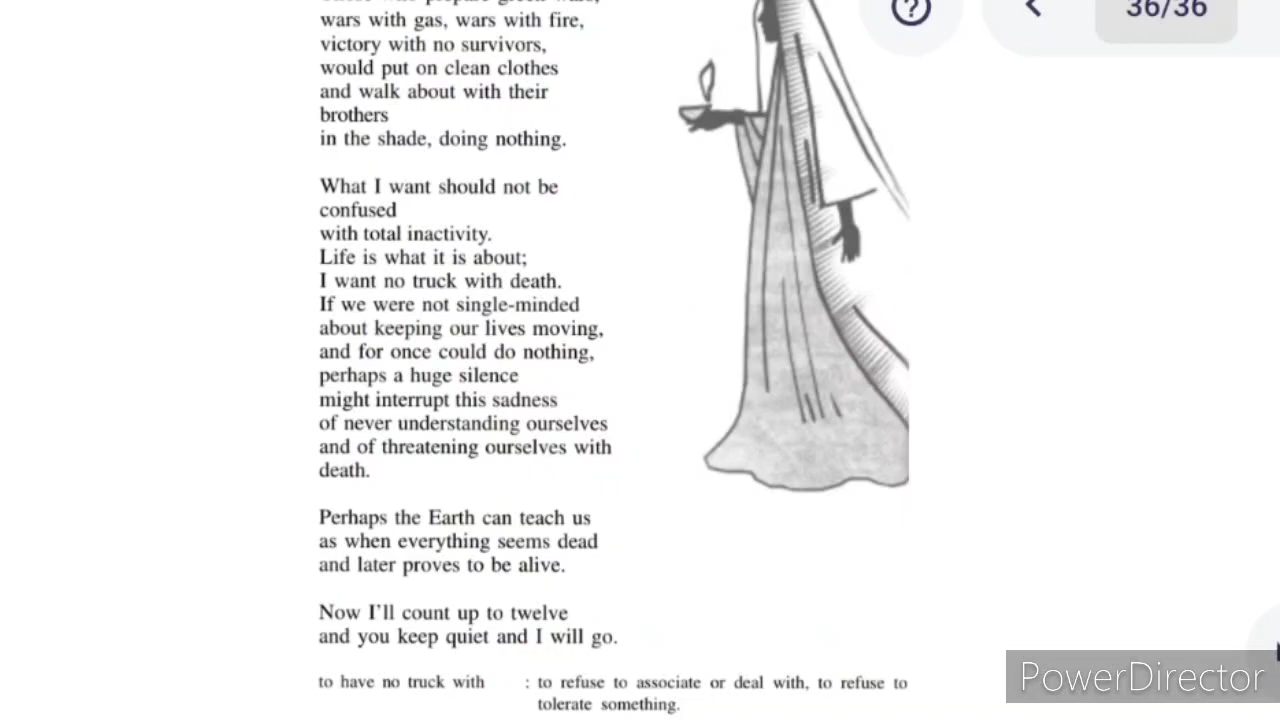 wars with gas, wars with fire,
victory with no survivors,
would put on clean clothes
and walk about with their
brothers
in the shade, doing nothing.
What I want should not be
confused
with total inactivity.
Life is what it is about;
I want no truck with death.
If we were not single-minded
about keeping our lives moving,
and for once could do nothing,
perhaps a huge silence
might interrupt this sadness
of never understanding ourselves
and of threatening ourselves with
death.
Perhaps the Earth can teach us
as when everything seems dead
and later proves to be alive.
Now I'll count up to twelve
and you keep quiet and I will go.
to have no truck with : to refuse to associate or deal with, to refuse to
tolerate something.
?
36/36
PowerDirector